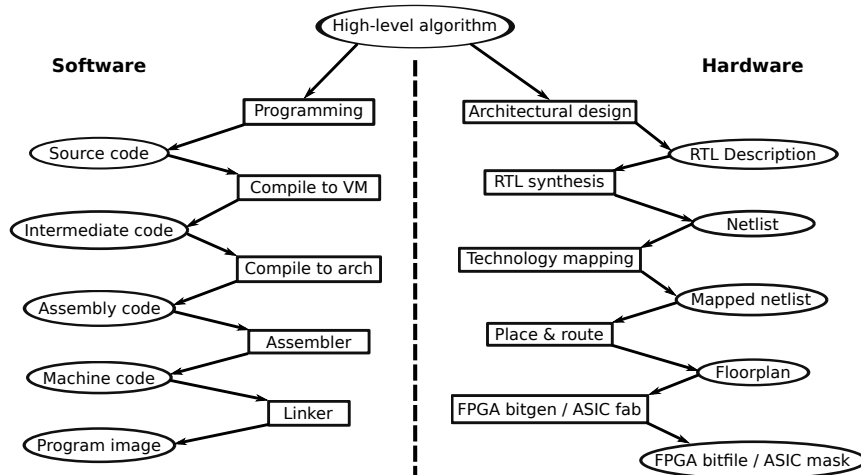 High-level algorithm
Software
Hardware
Programming
Architectural design
Source code
RTL Description
Compile to VM
RTL synthesis
Intermediate code
Netlist
Compile to arch
Technology mapping
Assembly code
Mapped netlist
Assembler
Place & route
Machine code
Floorplan
Linker
FPGA bitgen / ASIC fab
Program image
FPGA bitfile / ASIC mask